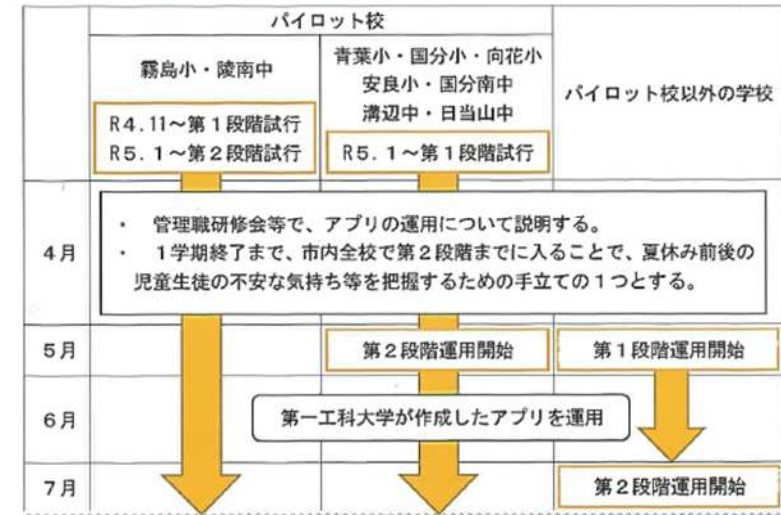 パイロット校
霧島小・陵南中
青葉小・国分小・向花小
安良小・国分南中
溝辺中・日当山中
パイロット校以外の学校
R4.11～第1段階試行
R5.1～第2段階試行
R5.1～第1段階試行
4月
・ 管理職研修会等で、アプリの運用について説明する。
・ 1学期終了まで、市内全校で第2段階までに入ることで、夏休み前後の
児童生徒の不安な気持ち等を把握するための手立ての1つとする。
5月
第2段階運用開始
第1段階運用開始
6月
第一工科大学が作成したアプリを運用
7月
第2段階運用開始